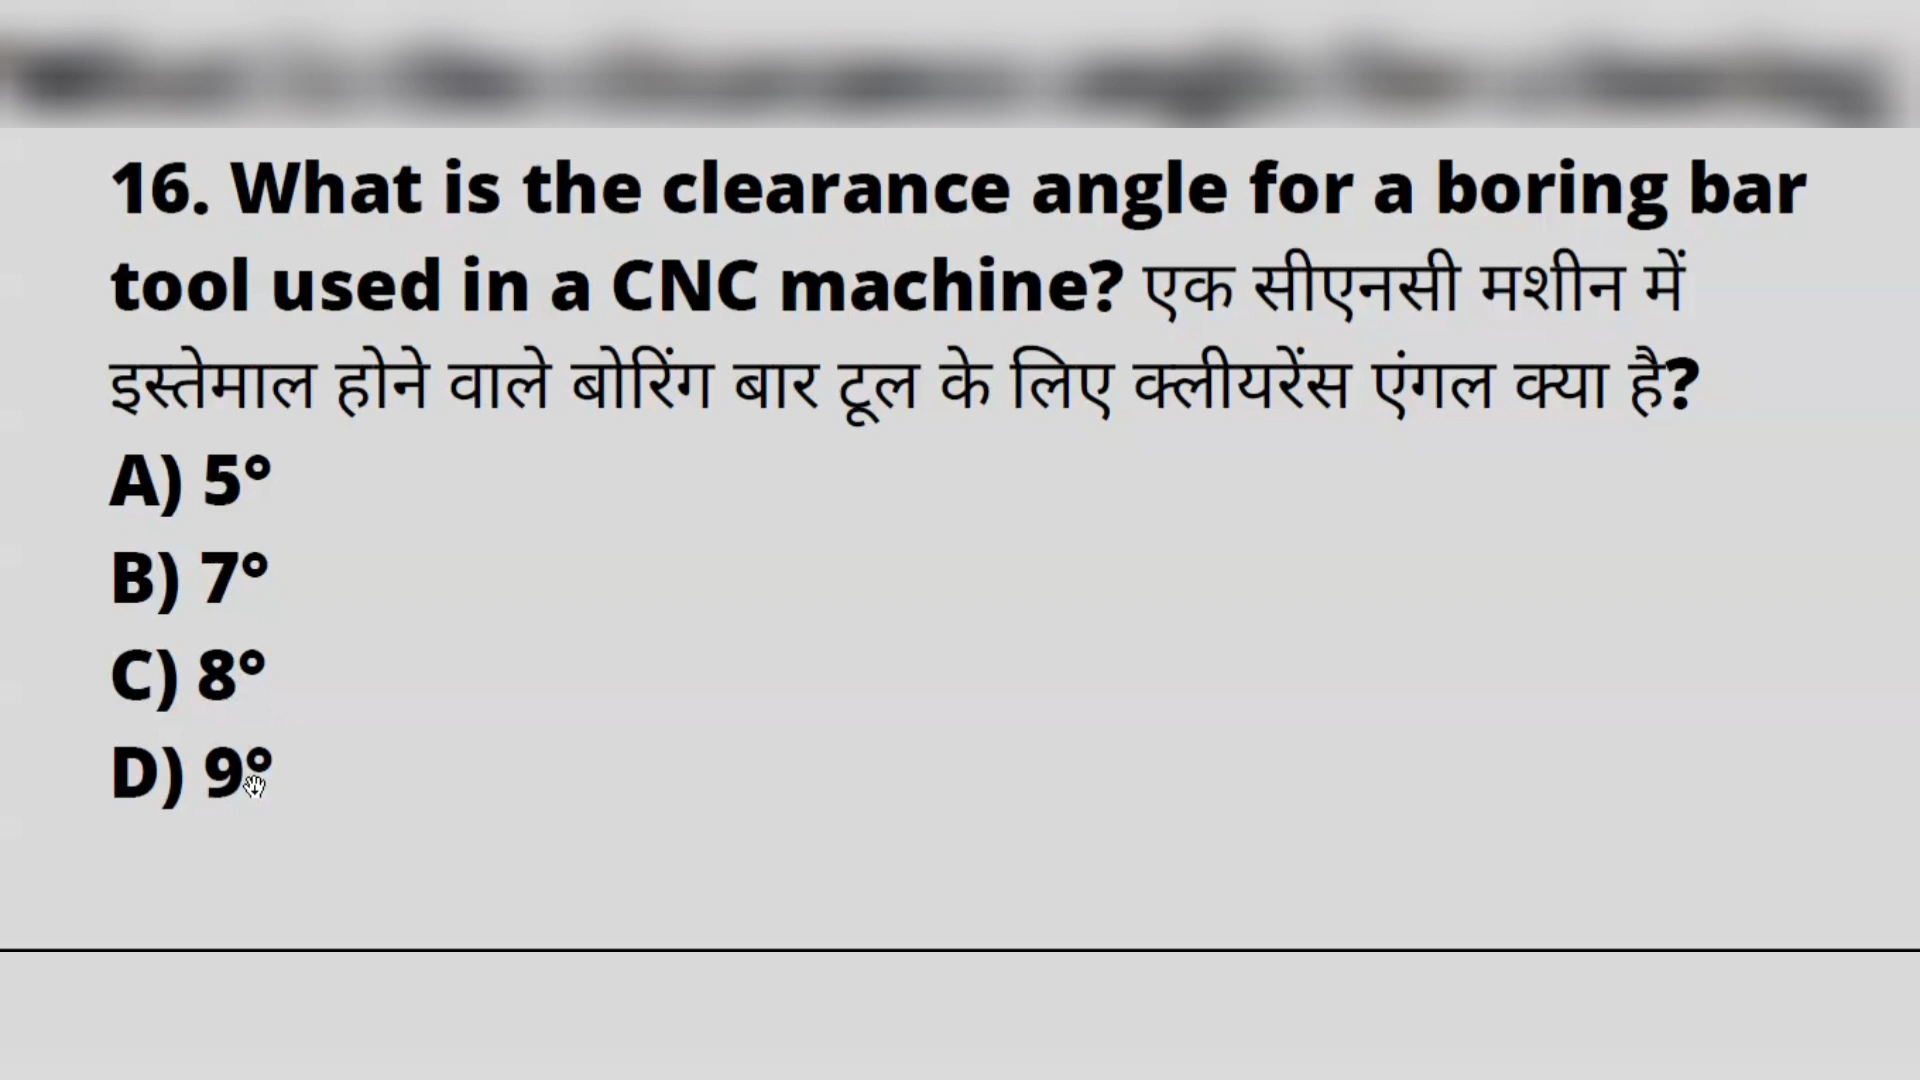 16. What is the clearance angle for a boring bar
tool used in a CNC machine? एक सीएनसी मशीन में
इस्तेमाल होने वाले बोरिंग बार टूल के लिए क्लीयरेंस एंगल क्या है?
A) 5°
B) 7°
C) 8°
D) 9°